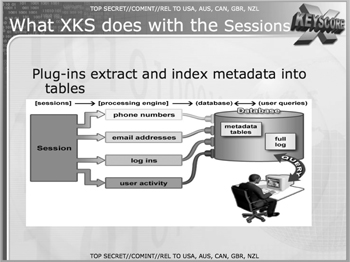 TOP SECRET//COMINT//REL TO USA, AUS, CAN, GBR, NZL
What XKS does with the Sessions
X KEYSCORE
Plug-ins extract and index metadata into
tables
[sessions] [processing engine] (database) (user queries)
phone numbers
email addresses
log ins
user activity
Session
Database
metadata
tables
full
log
QUERY
TOP SECRET//COMINT//REL TO USA, AUS, CAN, GBR, NZL